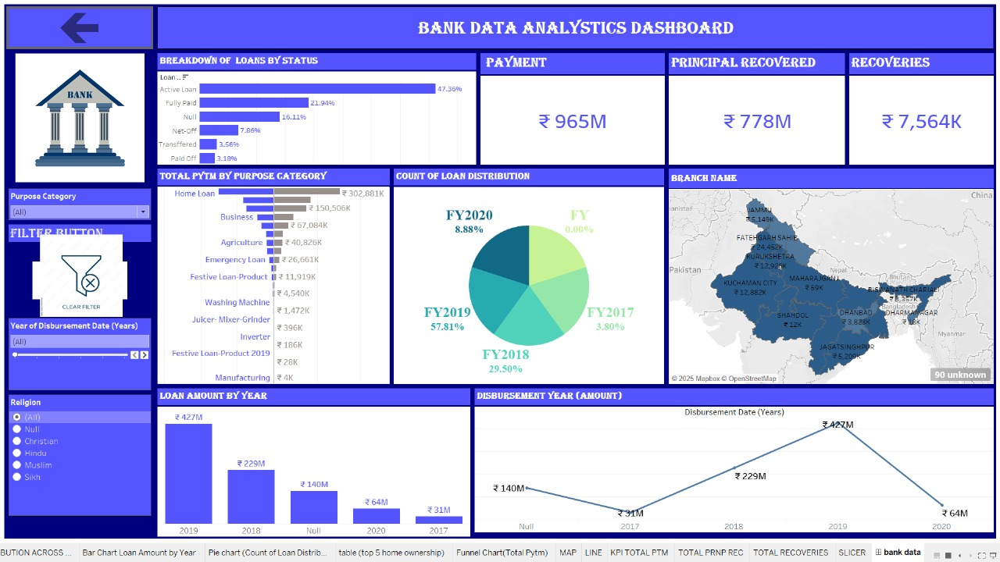 BANK DATA ANALYSTICS DASHBOARD
BANK
Purpose Category
(All)
FILTER BUTTON
CLEAR FILTER
Year of Disbursement Date (Years)
(All)
Religion
(All)
Null
Christian
Hindu
Muslim
Sikh
BREAKDOWN OF LOANS BY STATUS
Loan ..
Active Loan 47.36%
Fully Paid 21.94%
Null 16.11%
Net-Off 7.86%
Transffered 3.56%
Paid Off 3.18%
PAYMENT
₹ 965M
PRINCIPAL RECOVERED
₹ 778M
RECOVERIES
₹ 7,564K
TOTAL PYTM BY PURPOSE CATEGORY
Home Loan ₹ 302,881K
₹ 150,506K
Business
₹ 67,084K
Agriculture ₹ 40,826K
Emergency Loan ₹ 26,661K
Festive Loan-Product ₹ 11,919K
₹ 4,540K
Washing Machine
₹ 1,472K
Juicer- Mixer-Grinder
₹ 396K
Inverter
₹ 186K
Festive Loan-Product 2019
₹ 28K
Manufacturing ₹ 4K
COUNT OF LOAN DISTRIBUTION
FY2020
8.88%
FY
0.00%
FY2019
57.81%
FY2017
3.80%
FY2018
29.50%
BRANCH NAME
China
anistan
JAMMU
₹ 5,149K
FATEHGARH SAHIB
₹ 24,452K
KURUKSHETRA
Pakistan
Nepal
MAHARAJGANJ
₹ 59K
Bhutan
KUCHAMAN CITY
₹ 12,882K
BISWANATH CHARIALI
Bangladesh
SHAHDOL
₹ 12K
DHANBAD
₹ 3,828K
DHARMANAGAR
Myanmar
JAGATSINGHPUR
© 2025 Mapbox © OpenStreetMap
90 unknown
LOAN AMOUNT BY YEAR
₹ 427M
₹ 229M
₹ 140M
₹ 64M
₹ 31M
2019 2018 Null 2020 2017
DISBURSEMENT YEAR (AMOUNT)
Disbursement Date (Years)
₹ 427M
₹ 140M
₹ 229M
₹ 31M
₹ 64M
Null 2017 2018 2019 2020
BUTION ACROSS ... Bar Chart Loan Amount by Year Pie chart (Count of Loan Distrib... table (top 5 home ownership) Funnel Chart(Total Pytm) MAP LINE KPI TOTAL PTM TOTAL PRNP REC TOTAL RECOVERIES SLICER bank data